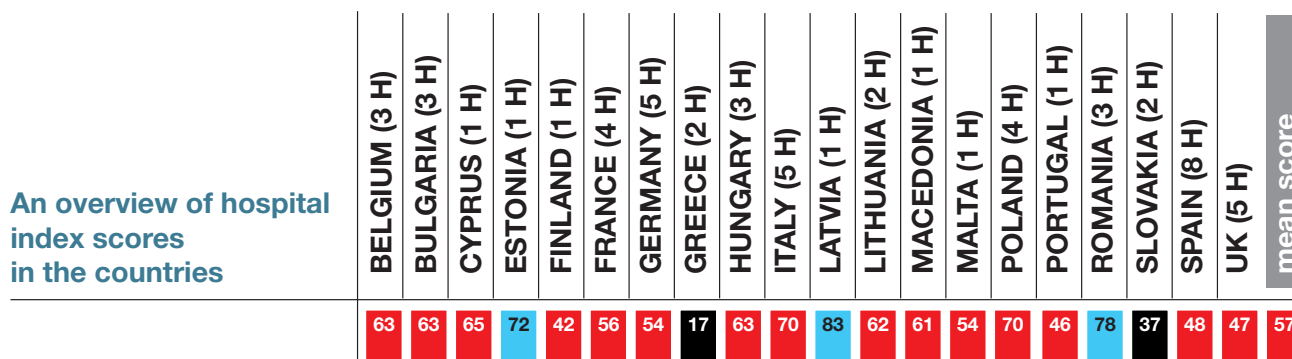 An overview of hospital
index scores
in the countries
BELGIUM (3 H)
BULGARIA (3 H)
CYPRUS (1 H)
ESTONIA (1 H)
FINLAND (1 H)
FRANCE (4 H)
GERMANY (5 H)
GREECE (2 H)
HUNGARY (3 H)
ITALY (5 H)
LATVIA (1 H)
LITHUANIA (2 H)
MACEDONIA (1 H)
MALTA (1 H)
POLAND (4 H)
PORTUGAL (1 H)
ROMANIA (3 H)
SLOVAKIA (2 H)
SPAIN (8 H)
UK (5 H)
mean score
63 63 65 72 42 56 54 17 63 70 83 62 61 54 70 46 78 37 48 47 57